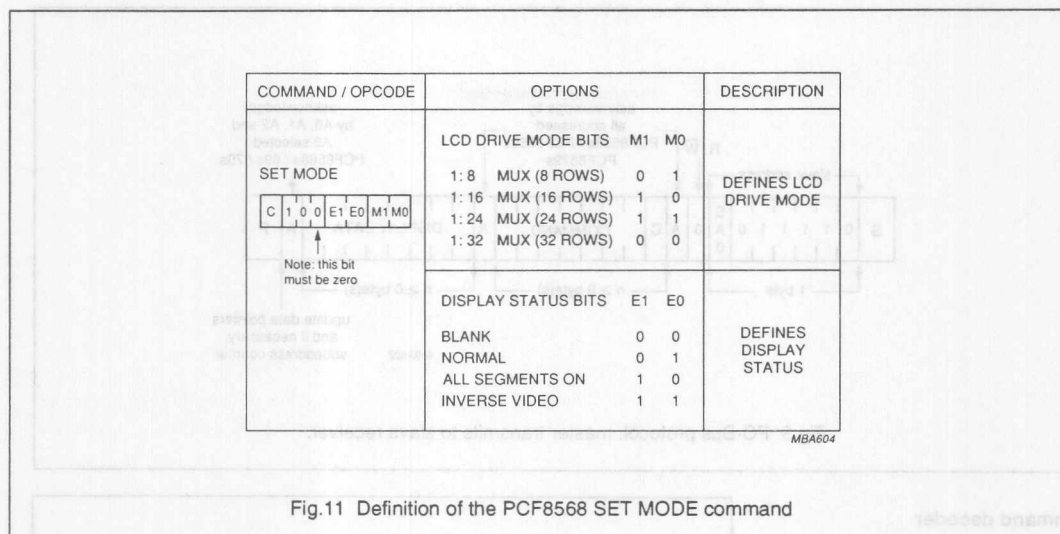 COMMAND / OPCODE OPTIONS DESCRIPTION
SET MODE
C 1 0 0 E1 E0 M1 M0
Note: this bit
must be zero
LCD DRIVE MODE BITS M1 M0
1: 8 MUX (8 ROWS) 0 1
1: 16 MUX (16 ROWS) 1 0
1: 24 MUX (24 ROWS) 1 1
1: 32 MUX (32 ROWS) 0 0
DEFINES LCD
DRIVE MODE
DISPLAY STATUS BITS E1 E0
BLANK 0 0
NORMAL 0 1
ALL SEGMENTS ON 1 0
INVERSE VIDEO 1 1
DEFINES
DISPLAY
STATUS
MBA604
Fig.11 Definition of the PCF8568 SET MODE command